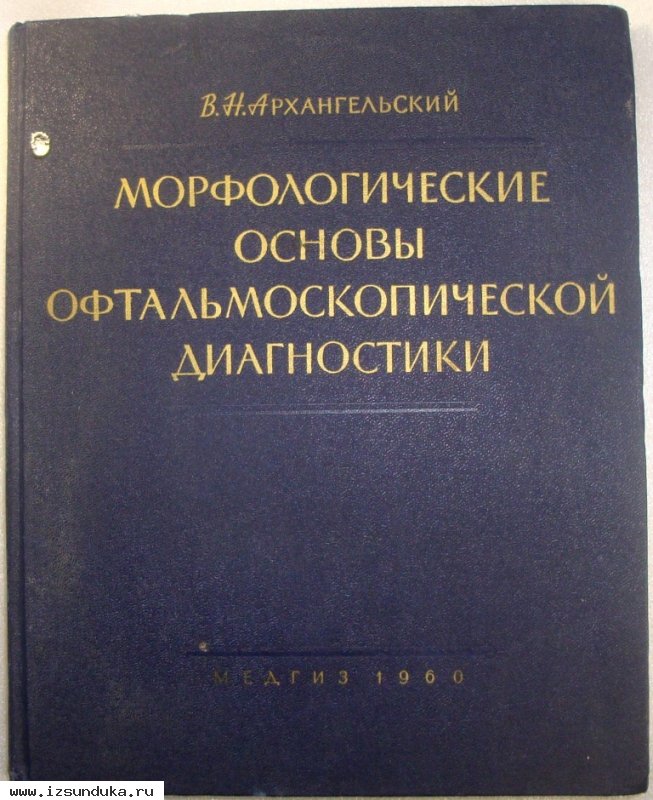 В.Н.АРХАНГЕЛЬСКИЙ
МОРФОЛОГИЧЕСКИЕ
ОСНОВЫ
ОФТАЛЬМОСКОПИЧЕСКОЙ
ДИАГНОСТИКИ
МЕДГИЗ 1960
www.izsunduka.ru